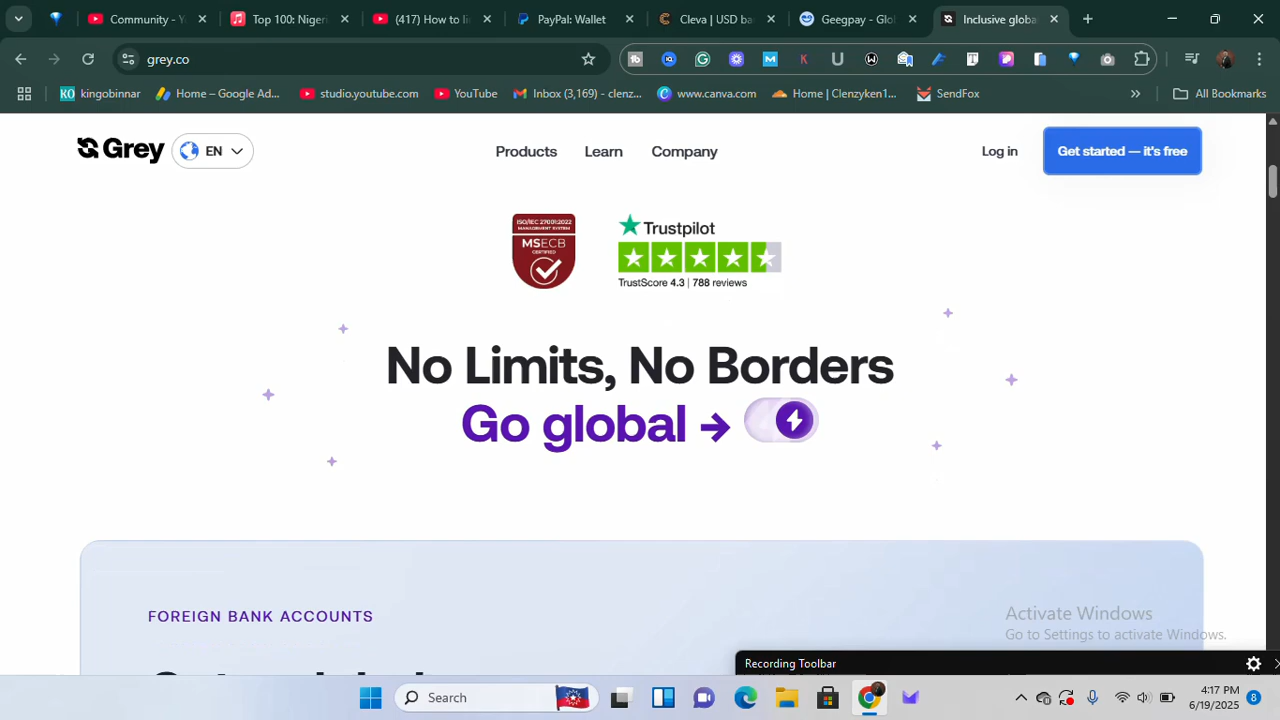 Community - Y
Top 100: Nigeri
(417) How to li
PayPal: Wallet
Cleva | USD ba
Geegpay - Glo
Inclusive globa
grey.co
kingobinnar
Home – Google Ad...
studio.youtube.com
YouTube
Inbox (3,169) - clenz...
www.canva.com
Home | Clenzyken1...
SendFox
All Bookmarks
Grey
EN
Products
Learn
Company
Log in
Get started — it's free
ISO/IEC 27001:2022
MANAGEMENT SYSTEM
MSECB
CERTIFIED
Trustpilot
TrustScore 4.3 | 788 reviews
No Limits, No Borders
Go global →
FOREIGN BANK ACCOUNTS
Activate Windows
Go to Settings to activate Windows.
Recording Toolbar
Search
4:17 PM
6/19/2025
8